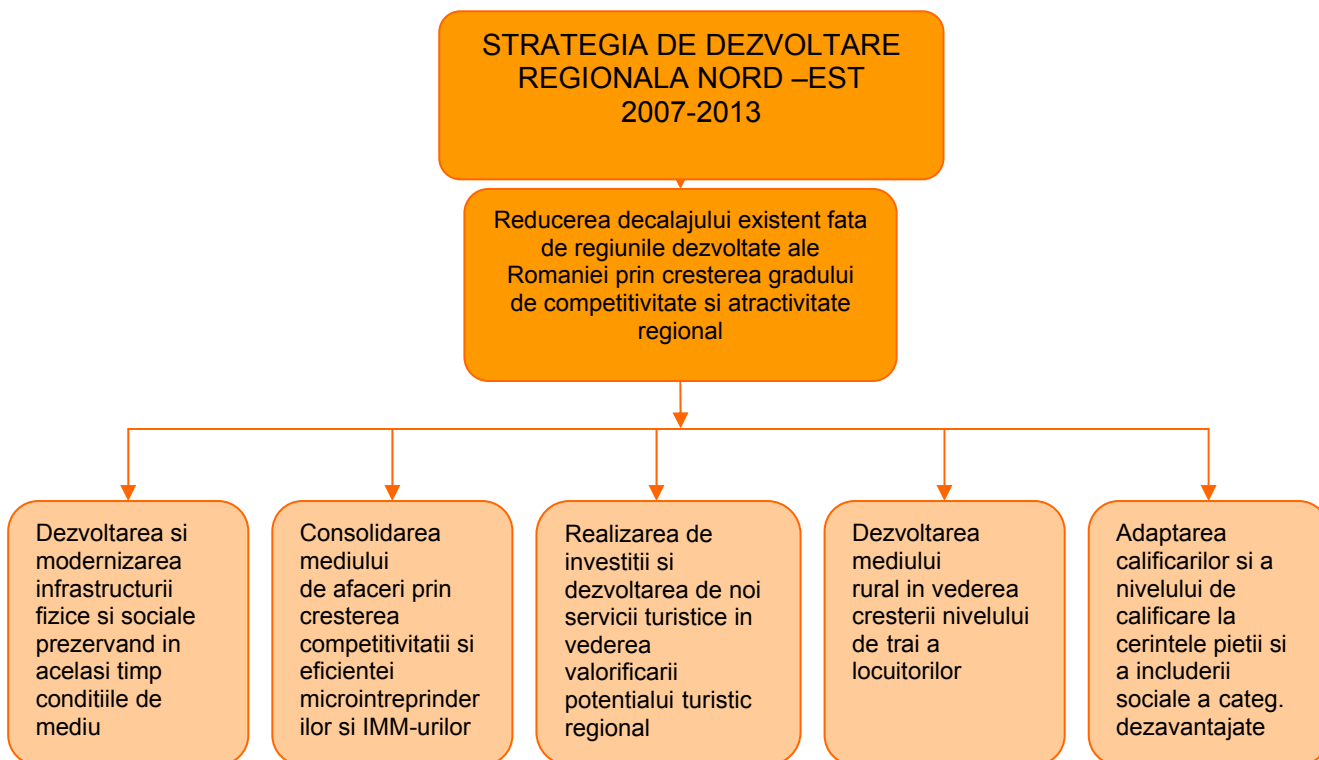 STRATEGIA DE DEZVOLTARE
REGIONALA NORD –EST
2007-2013
Reducerea decalajului existent fata
de regiunile dezvoltate ale
Romaniei prin cresterea gradului
de competitivitate si atractivitate
regional
Dezvoltarea si
modernizarea
infrastructurii
fizice si sociale
prezervand in
acelasi timp
conditiile de
mediu
Consolidarea
mediului
de afaceri prin
cresterea
competitivitatii si
eficientei
microintreprinder
ilor si IMM-urilor
Realizarea de
investitii si
dezvoltarea de noi
servicii turistice in
vederea
valorificarii
potentialui turistic
regional
Dezvoltarea
mediului
rural in vederea
cresterii nivelului
de trai a
locuitorilor
Adaptarea
calificarilor si a
nivelului de
calificare la
cerintele pietii si
a includerii
sociale a categ.
dezavantajate